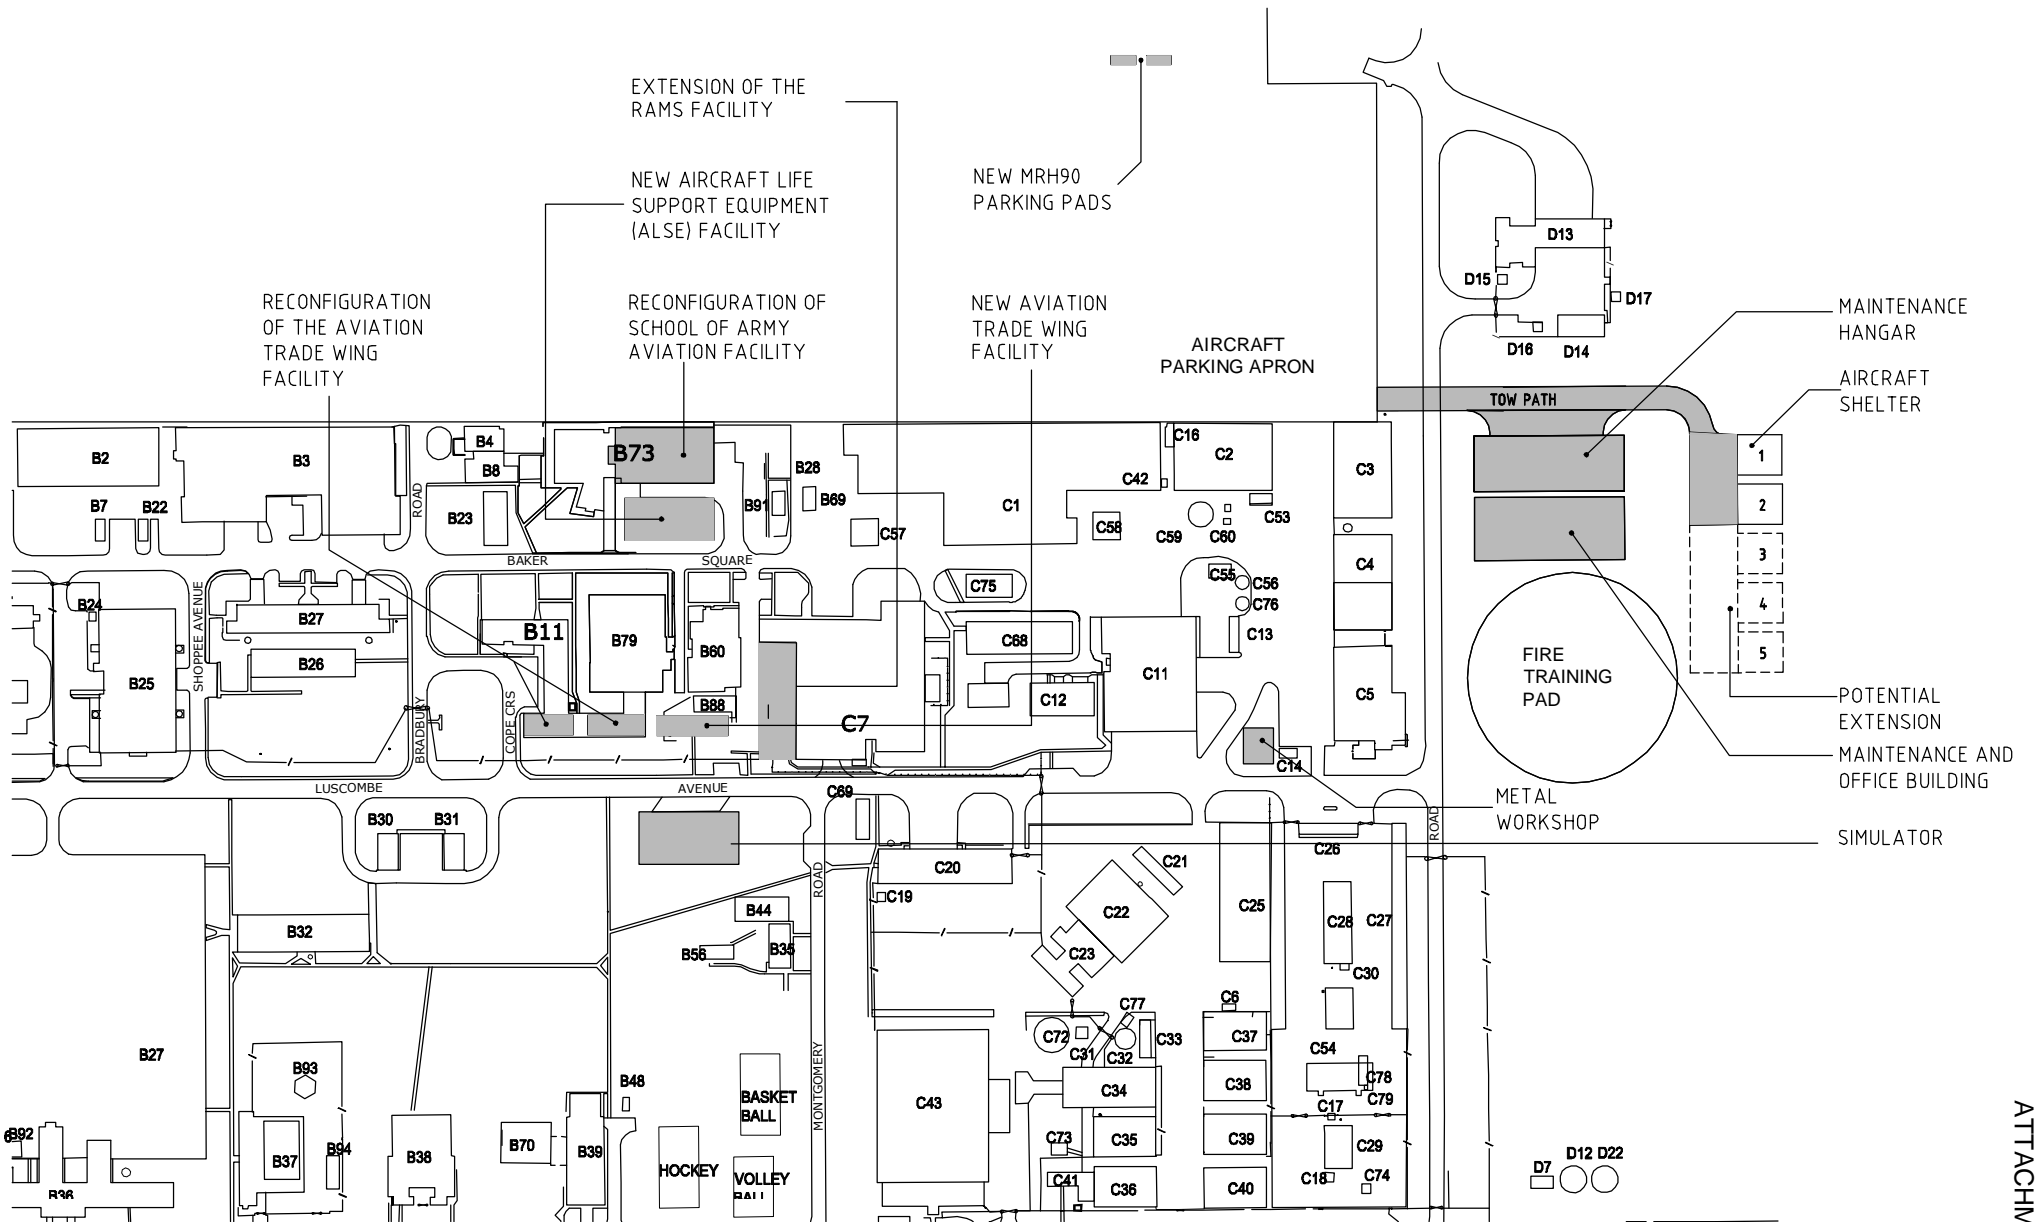 EXTENSION OF THE
RAMS FACILITY
NEW AIRCRAFT LIFE
SUPPORT EQUIPMENT
(ALSE) FACILITY
NEW MRH90
PARKING PADS
RECONFIGURATION
OF THE AVIATION
TRADE WING
FACILITY
RECONFIGURATION OF
SCHOOL OF ARMY
AVIATION FACILITY
NEW AVIATION
TRADE WING
FACILITY
AIRCRAFT
PARKING APRON
D13
D15
D17
D16
D14
MAINTENANCE
HANGAR
AIRCRAFT
SHELTER
TOW PATH
B2
B3
B4
B8
B73
B28
B7
B22
ROAD
B23
B91
B69
C57
C1
C42
C16
C2
C58
C59
C60
C53
C3
C4
1
2
3
4
5
BAKER
SQUARE
B24
SHOPPEE AVENUE
B27
B26
B25
B11
B79
B60
B88
C7
C75
C68
C12
C11
C55
C56
C76
C13
C5
FIRE
TRAINING
PAD
POTENTIAL
EXTENSION
MAINTENANCE AND
OFFICE BUILDING
BRADBURY
COPE CRS
C14
METAL
WORKSHOP
SIMULATOR
LUSCOMBE
AVENUE
C69
B30
B31
ROAD
ROAD
C20
C19
C21
C22
C23
C25
C26
C28
C27
C30
B32
B44
B56
B35
C6
C77
C72
C31
C32
C33
C37
C54
C78
C79
B27
B93
B48
BASKET
BALL
MONTGOMERY
C43
C34
C38
C17
C35
C39
C29
C73
C41
C36
C40
C18
C74
B92
B36
B37
B94
B38
B70
B39
HOCKEY
VOLLEY
BALL
D7
D12
D22
ATTACHM